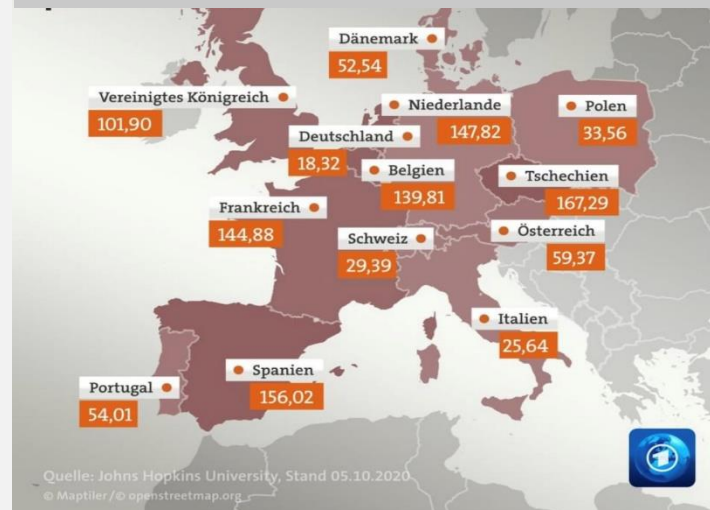 Dänemark
52,54
Vereinigtes Königreich
101,90
Niederlande
147,82
Polen
33,56
Deutschland
18,32
Belgien
139,81
Tschechien
167,29
Frankreich
144,88
Schweiz
29,39
Österreich
59,37
Italien
25,64
Spanien
156,02
Portugal
54,01
Quelle: Johns Hopkins University, Stand 05.10.2020
© Maptiler/© openstreetmap.org